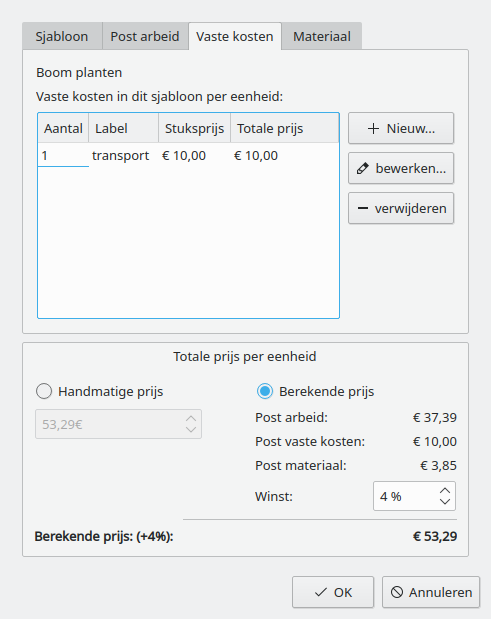 Sjabloon Post arbeid Vaste kosten Materiaal
Boom planten
Vaste kosten in dit sjabloon per eenheid:
Aantal Label Stuksprijs Totale prijs
1 transport € 10,00 € 10,00
Nieuw...
bewerken...
verwijderen
Totale prijs per eenheid
Handmatige prijs Berekende prijs
53,29€
Post arbeid: € 37,39
Post vaste kosten: € 10,00
Post materiaal: € 3,85
Winst: 4 %
Berekende prijs: (+4%): € 53,29
OK Annuleren